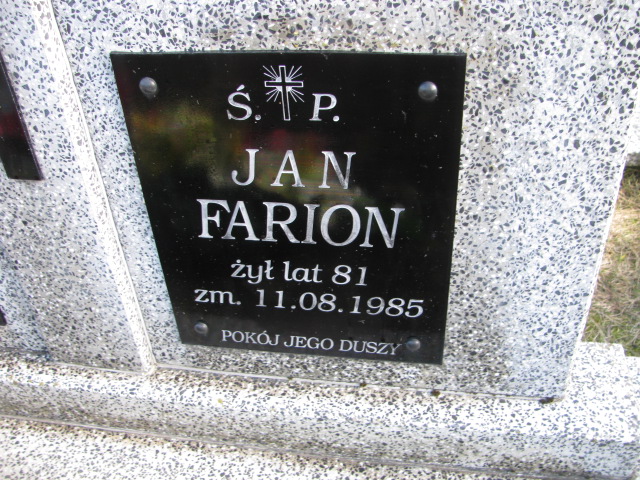 Ś. P.
JAN
FARION
żył lat 81
zm. 11.08.1985
POKÓJ JEGO DUSZY